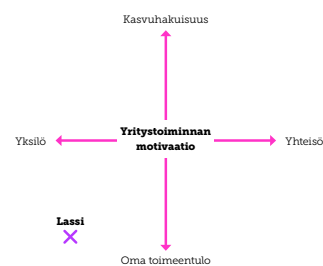 Kasvuhakuisuus
Yritystoiminnan
motivaatio
Yksilö
Yhteisö
Lassi
Oma toimeentulo